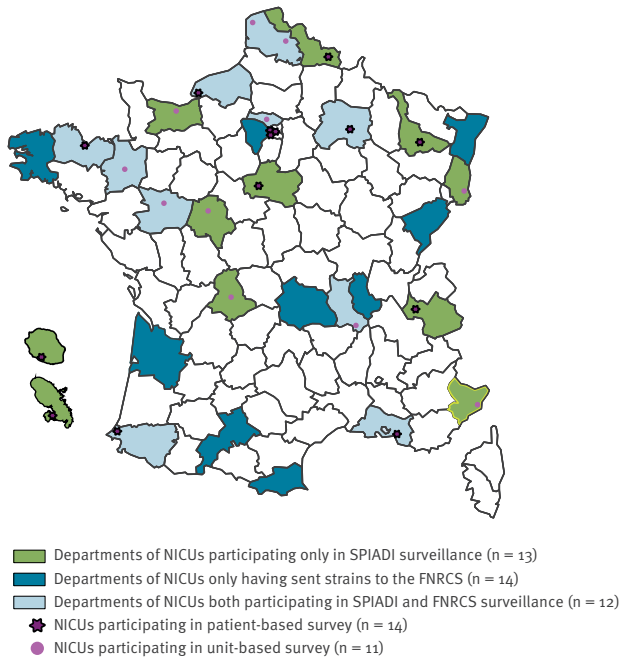 Departments of NICUs participating only in SPIADI surveillance (n = 13)
Departments of NICUs only having sent strains to the FNRCS (n = 14)
Departments of NICUs both participating in SPIADI and FNRCS surveillance (n = 12)
NICUs participating in patient-based survey (n = 14)
NICUs participating in unit-based survey (n = 11)